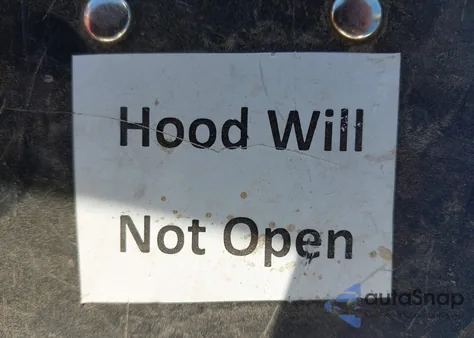 Hood Will
Not Open
autoSnap